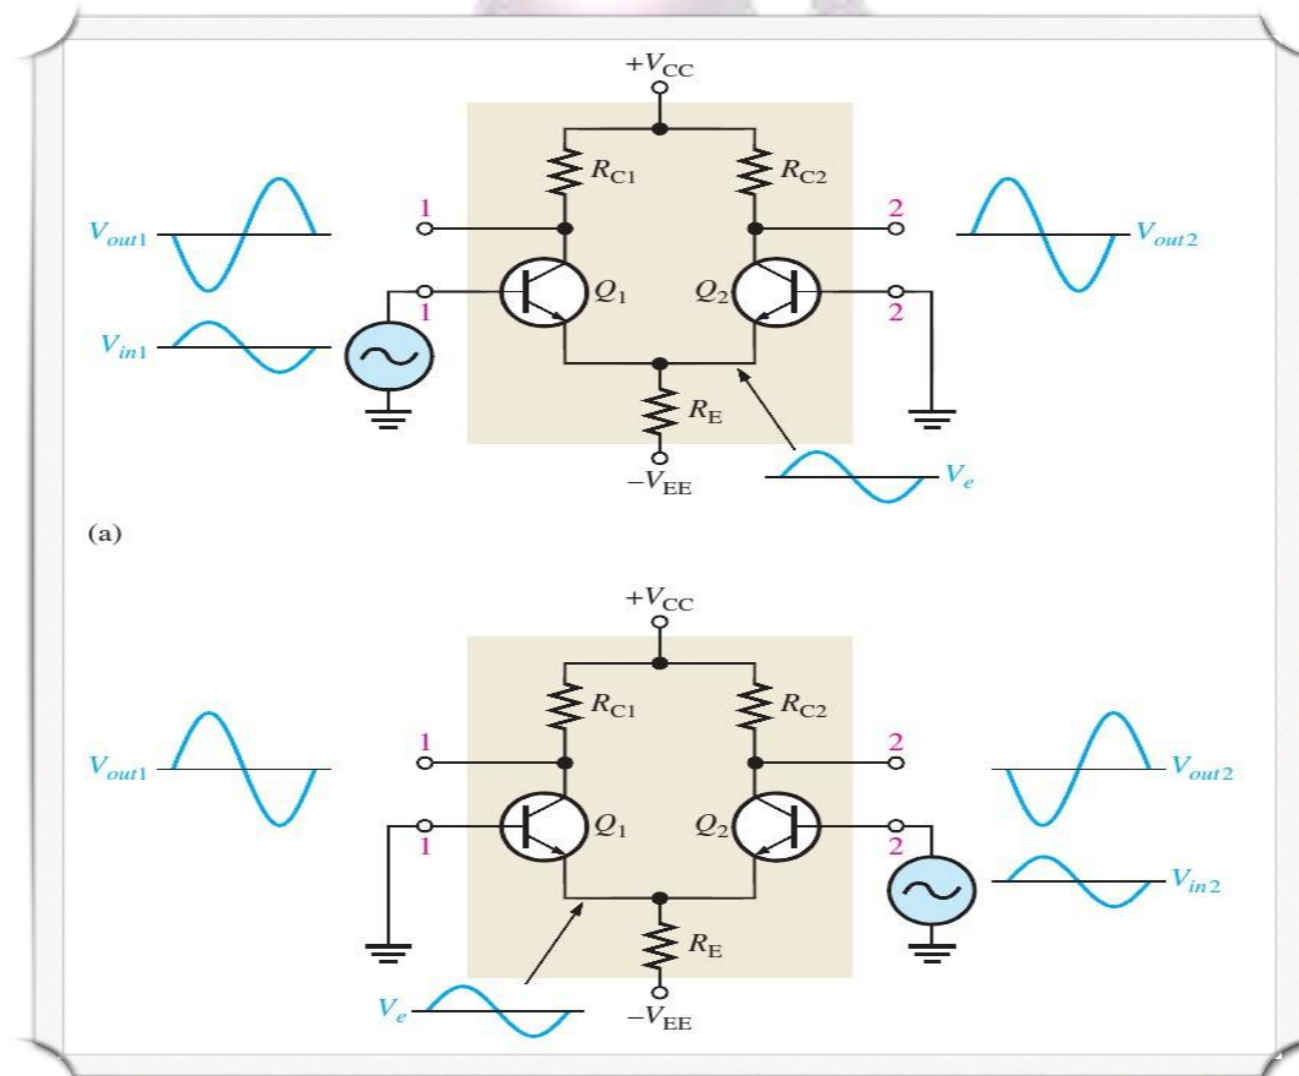 +VCC
RC1 RC2
1 2
Vout1 Vout2
Q1 Q2
1 2
Vin1
RE
−VEE
Ve
(a)
+VCC
RC1 RC2
1 2
Vout1 Vout2
Q1 Q2
1 2
Vin2
RE
Ve
−VEE